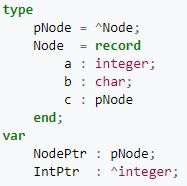 type
pNode = ^Node;
Node = record
a : integer;
b : char;
c : pNode
end;
var
NodePtr : pNode;
IntPtr : ^integer;